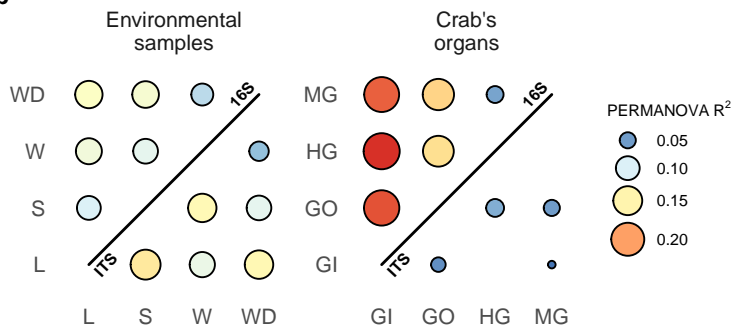 Environmental
samples
Crab's
organs
WD
W
S
L
16S
ITS
L S W WD
MG
HG
GO
GI
16S
ITS
GI GO HG MG
PERMANOVA R²
0.05
0.10
0.15
0.20